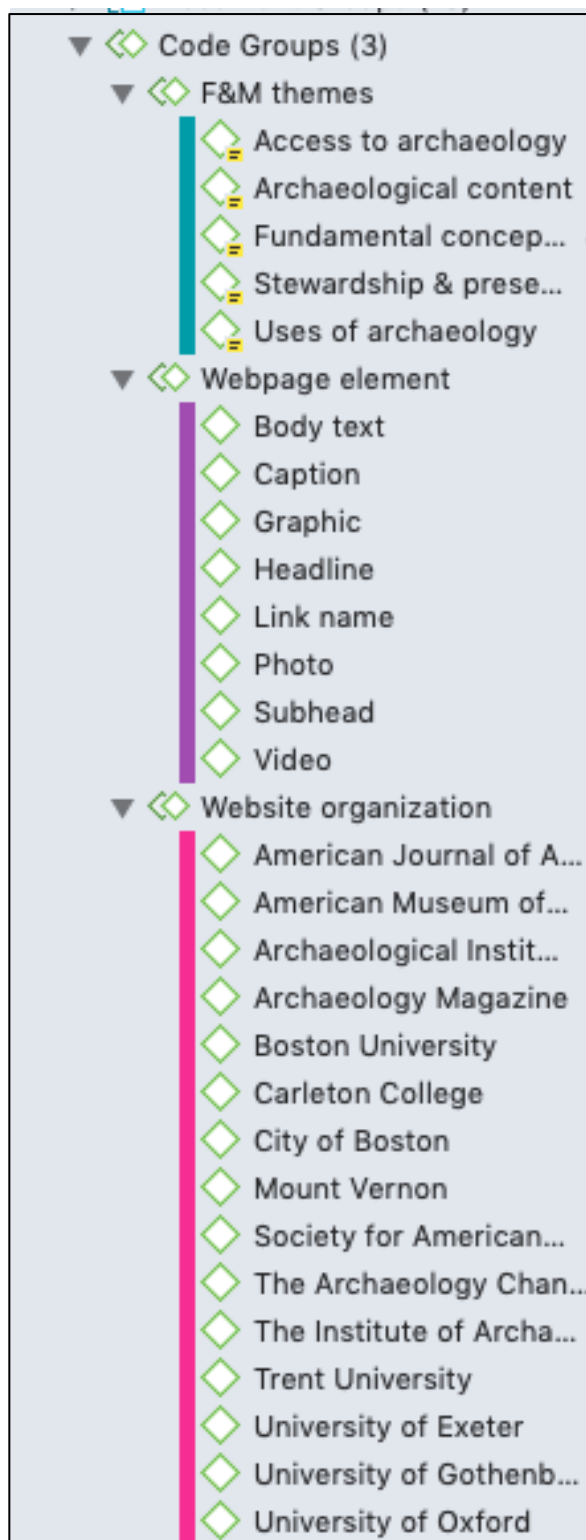 Code Groups (3)
F&M themes
Access to archaeology
Archaeological content
Fundamental concep...
Stewardship & prese...
Uses of archaeology
Webpage element
Body text
Caption
Graphic
Headline
Link name
Photo
Subhead
Video
Website organization
American Journal of A...
American Museum of...
Archaeological Instit...
Archaeology Magazine
Boston University
Carleton College
City of Boston
Mount Vernon
Society for American...
The Archaeology Chan...
The Institute of Archa...
Trent University
University of Exeter
University of Gothenb...
University of Oxford